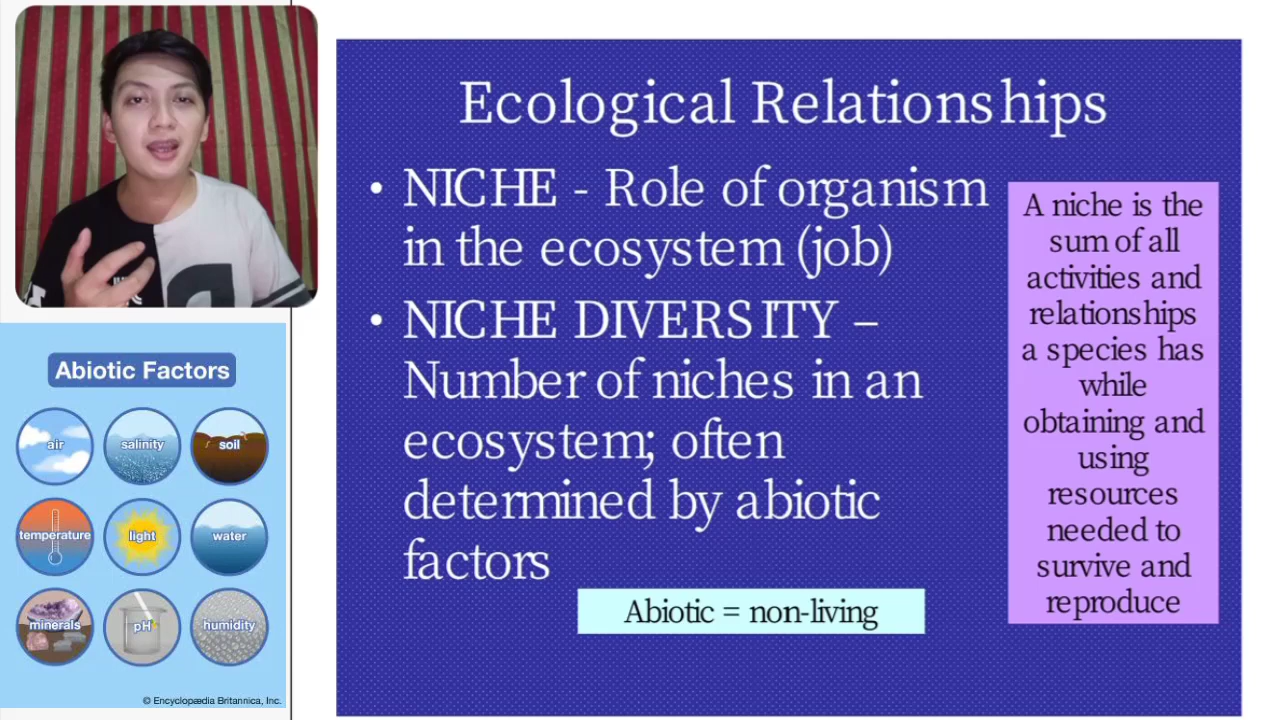 Ecological Relationships
• NICHE - Role of organism
in the ecosystem (job)
• NICHE DIVERSITY –
Number of niches in an
ecosystem; often
determined by abiotic
factors
Abiotic = non-living
A niche is the
sum of all
activities and
relationships
a species has
while
obtaining and
using
resources
needed to
survive and
reproduce
Abiotic Factors
air
salinity
soil
temperature
light
water
minerals
pH
humidity
© Encyclopædia Britannica, Inc.